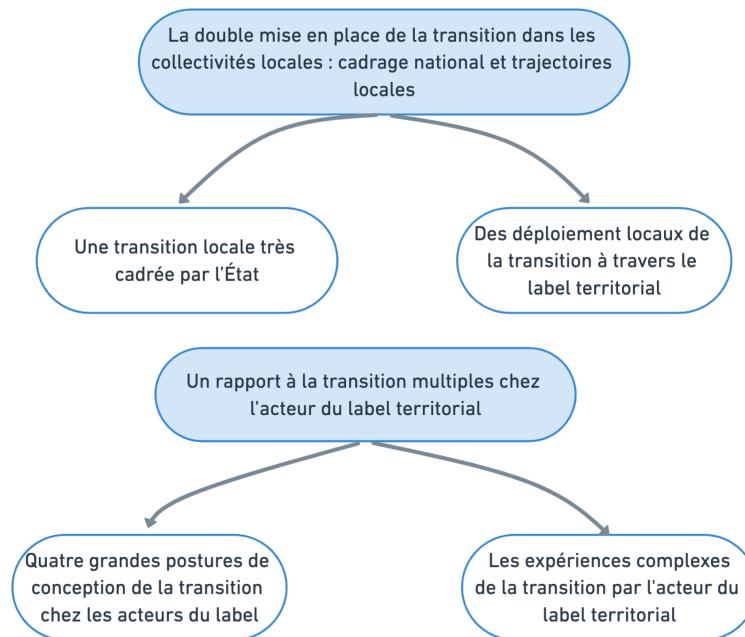 La double mise en place de la transition dans les
collectivités locales : cadrage national et trajectoires
locales
Une transition locale très
cadrée par l’État
Des déploiement locaux de
la transition à travers le
label territorial
Un rapport à la transition multiples chez
l’acteur du label territorial
Quatre grandes postures de
conception de la transition
chez les acteurs du label
Les expériences complexes
de la transition par l'acteur du
label territorial